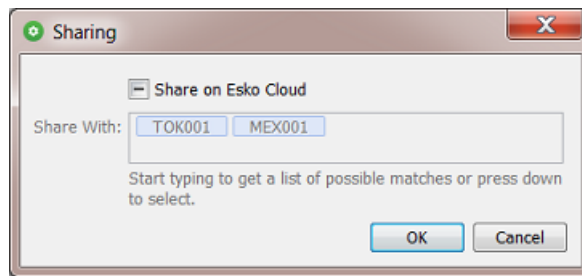 Sharing
Share on Esko Cloud
Share With: TOK001 MEX001
Start typing to get a list of possible matches or press down
to select.
OK Cancel